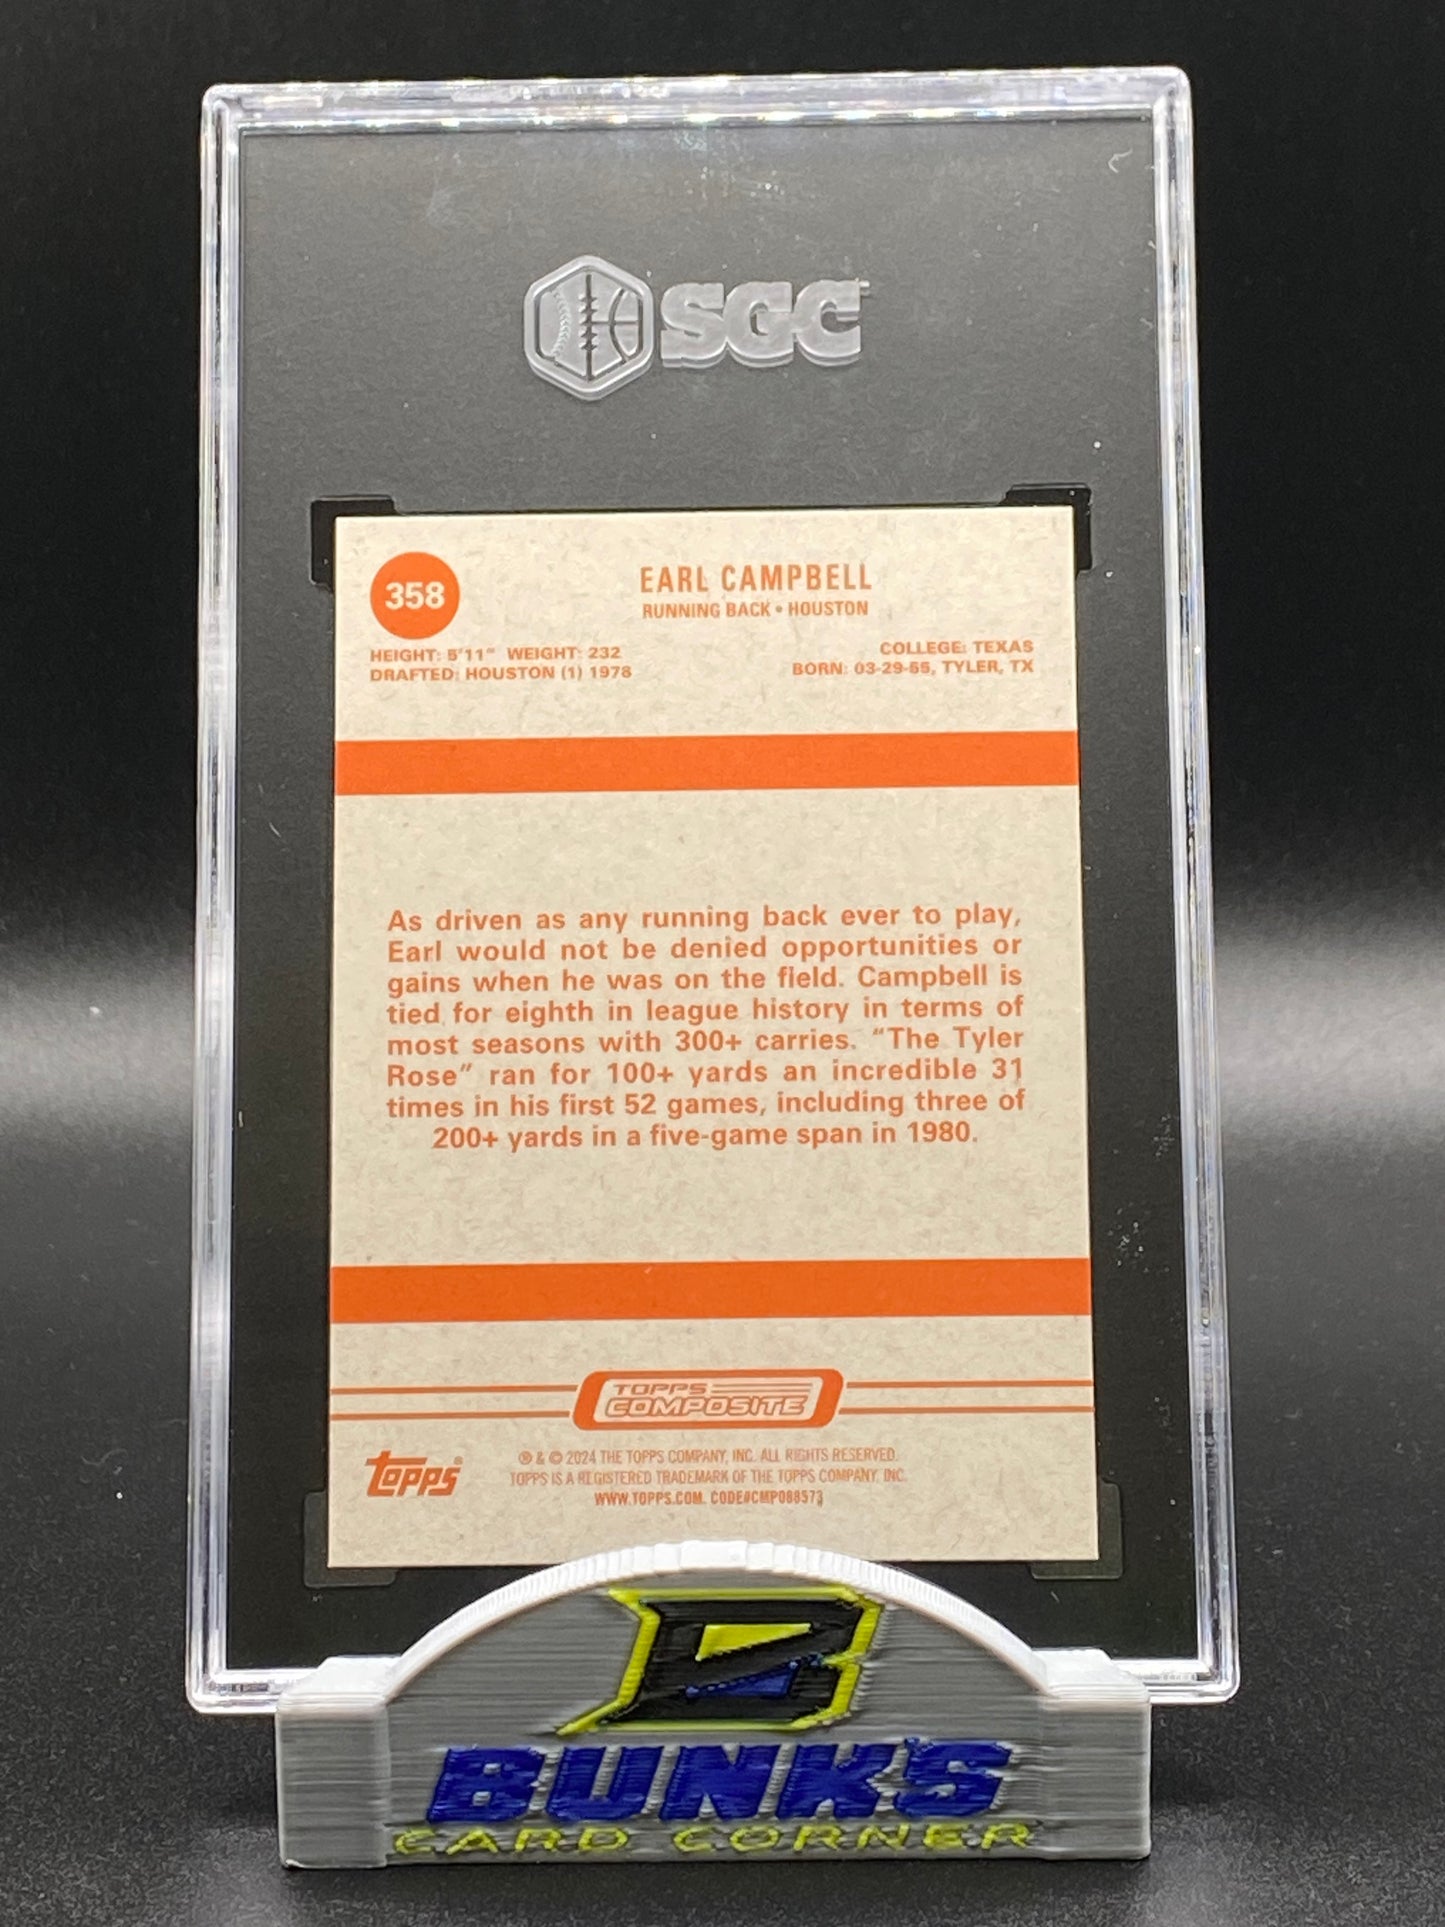 SGC
358
EARL CAMPBELL
RUNNING BACK • HOUSTON
HEIGHT: 5'11" WEIGHT: 232
DRAFTED: HOUSTON (1) 1978
COLLEGE: TEXAS
BORN: 03-29-55, TYLER, TX
As driven as any running back ever to play,
Earl would not be denied opportunities or
gains when he was on the field. Campbell is
tied for eighth in league history in terms of
most seasons with 300+ carries. "The Tyler
Rose" ran for 100+ yards an incredible 31
times in his first 52 games, including three of
200+ yards in a five-game span in 1980.
TOPPS
COMPOSITE
topps®
® & © 2024 THE TOPPS COMPANY, INC. ALL RIGHTS RESERVED.
TOPPS IS A REGISTERED TRADEMARK OF THE TOPPS COMPANY, INC.
WWW.TOPPS.COM. CODE#CMP088573
B
BUNK'S
CARD CORNER